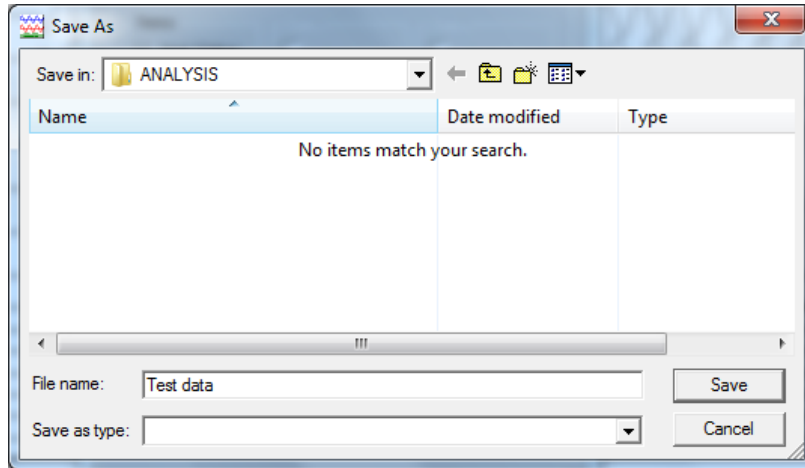 Save As
Save in: ANALYSIS
Name Date modified Type
No items match your search.
File name: Test data Save
Save as type: Cancel